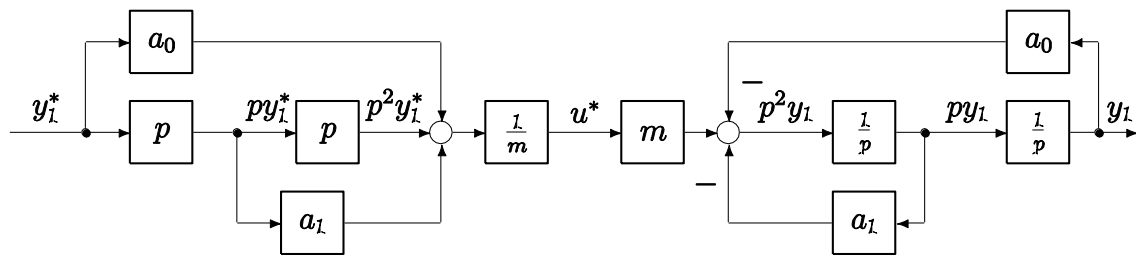 a₀ a₀
y₁* p py₁* p p²y₁* 1/m u* m − p²y₁ 1/p py₁ 1/p y₁
−
a₁ a₁